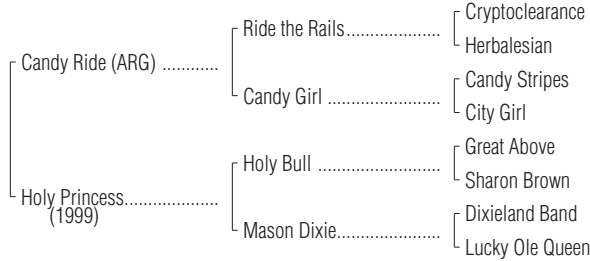 Cryptoclearance
Ride the Rails.....................
Herbalesian
Candy Ride (ARG) ............
Candy Stripes
Candy Girl .........................
City Girl
Great Above
Holy Bull ...........................
Sharon Brown
Holy Princess....................
(1999)
Dixieland Band
Mason Dixie.......................
Lucky Ole Queen